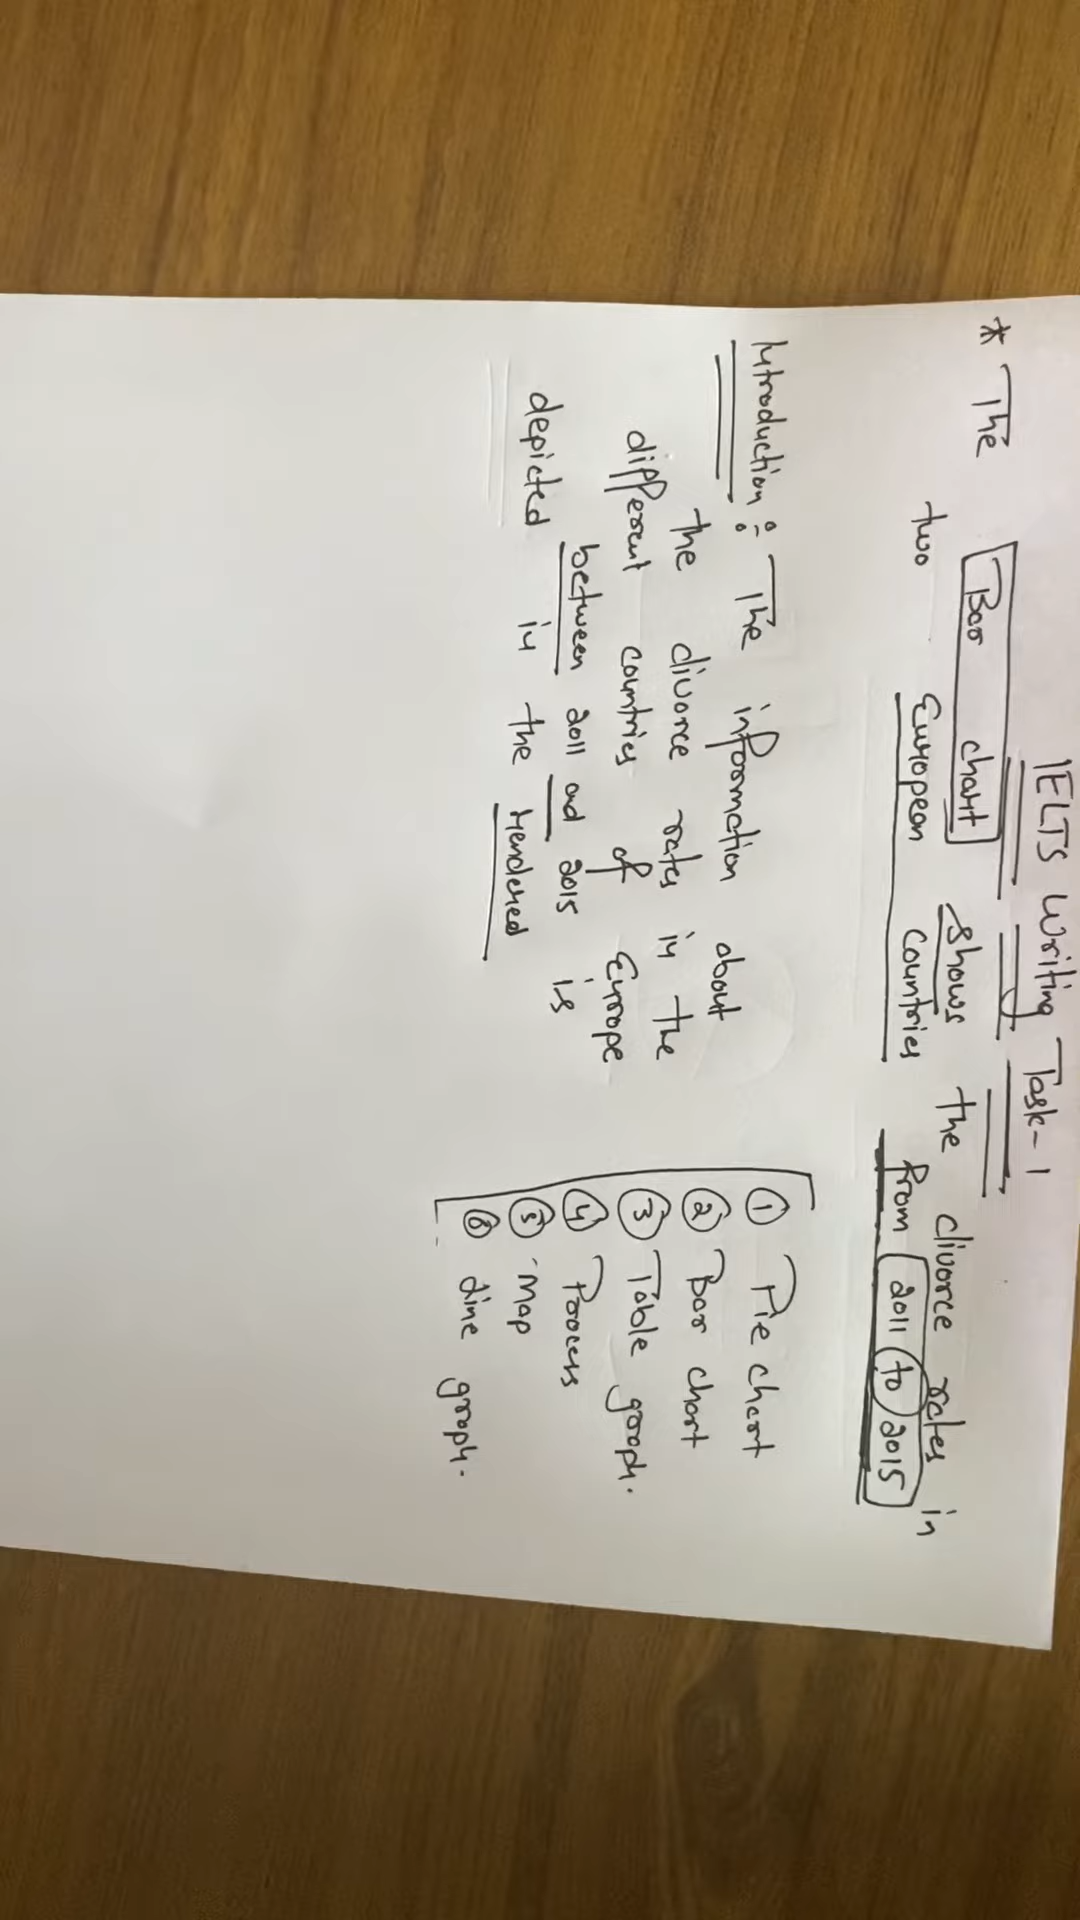 IELTS Writing Task-1
* The Bar chart shows the divorce rates in
two European countries from 2011 to 2015
Introduction :- The information about
the divorce rates in the
different countries of Europe
between 2011 and 2015 is
depicted in the rendered
① Pie chart
② Bar chart
③ Table graph.
④ Process
⑤ Map
⑥ Line graph.